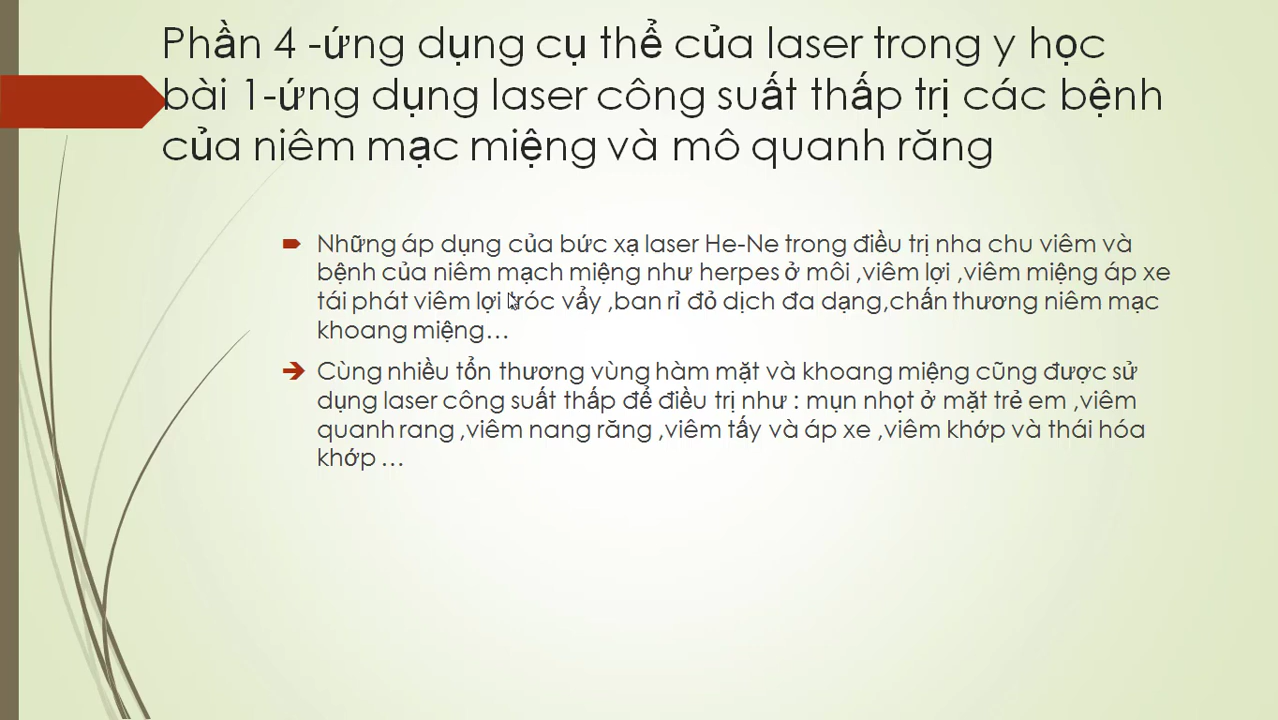 Phần 4 -ứng dụng cụ thể của laser trong y học
bài 1-ứng dụng laser công suất thấp trị các bệnh
của niêm mạc miệng và mô quanh răng
Những áp dụng của bức xạ laser He-Ne trong điều trị nha chu viêm và
bệnh của niêm mạch miệng như herpes ở môi ,viêm lợi ,viêm miệng áp xe
tái phát viêm lợi tróc vẩy ,ban rỉ đỏ dịch đa dạng,chấn thương niêm mạc
khoang miệng…
Cùng nhiều tổn thương vùng hàm mặt và khoang miệng cũng được sử
dụng laser công suất thấp để điều trị như : mụn nhọt ở mặt trẻ em ,viêm
quanh rang ,viêm nang răng ,viêm tấy và áp xe ,viêm khớp và thái hóa
khớp …